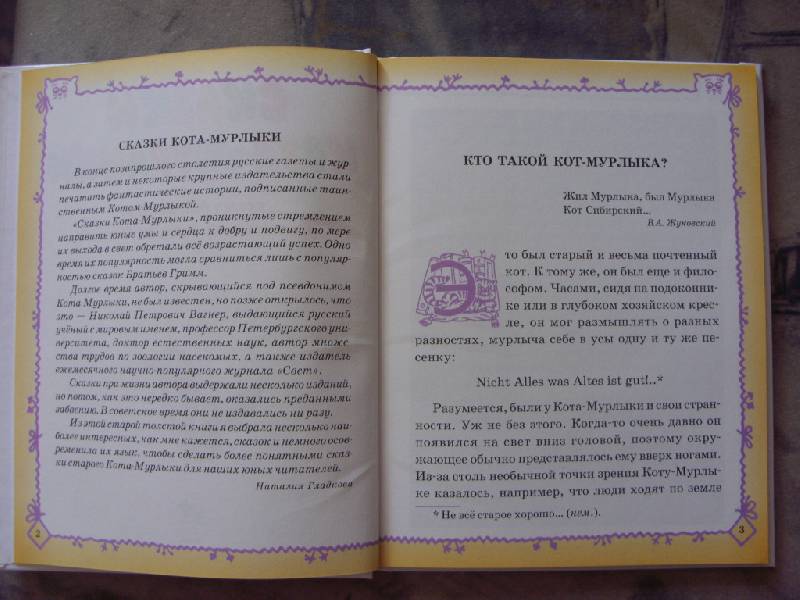 СКАЗКИ КОТА-МУРЛЫКИ
В конце позапрошлого столетия русские газеты и жур-
налы, а затем и некоторые крупные издательства стали
печатать фантастические истории, подписанные таин-
ственным Котом Мурлыкой.
«Сказки Кота-Мурлыки», проникнутые стремлением
направить юные умы и сердца к добру и подвигу, по мере
их выхода в свет обретали всё возрастающий успех. Одно
время их популярность могла сравниться лишь с популяр-
ностью сказок Братьев Гримм.
Долгое время автор, скрывающийся под псевдонимом
Кота Мурлыки, не был известен, но позже открылось, что
это — Николай Петрович Вагнер, выдающийся русский
учёный с мировым именем, профессор Петербургского уни-
верситета, доктор естественных наук, автор множе-
ства трудов по зоологии насекомых, а также издатель
ежемесячного научно-популярного журнала «Свет».
Сказки при жизни автора выдержали несколько изданий,
но потом, как это нередко бывает, оказались преданными
забвению. В советское время они не издавались ни разу.
Из этой старой толстой книги я выбрала несколько наи-
более интересных, как мне кажется, сказок и немного осов-
ременила их язык, чтобы сделать более понятными сказ-
ки старого Кота-Мурлыки для наших юных читателей.
Наталия
2
КТО ТАКОЙ КОТ-МУРЛЫКА?
Жил Мурлыка, был Мурлыка
Кот Сибирский...
В.А. Жуковский
Это был старый и весьма почтенный
кот. К тому же, он был еще и фило-
софом. Часами, сидя на подоконни-
ке или в глубоком хозяйском крес-
ле, он мог размышлять о разных
разностях, мурлыча себе в усы одну и ту же пе-
сенку:
Nicht Alles was Altes ist gut!..*
Разумеется, были у Кота-Мурлыки и свои стран-
ности. Уж не без этого. Когда-то очень давно он
появился на свет вниз головой, поэтому окру-
жающее обычно представлялось ему вверх ногами.
Из-за столь необычной точки зрения Коту-Мурлы-
ке казалось, например, что люди ходят по земле
* Не всё старое хорошо... (нем.).
3